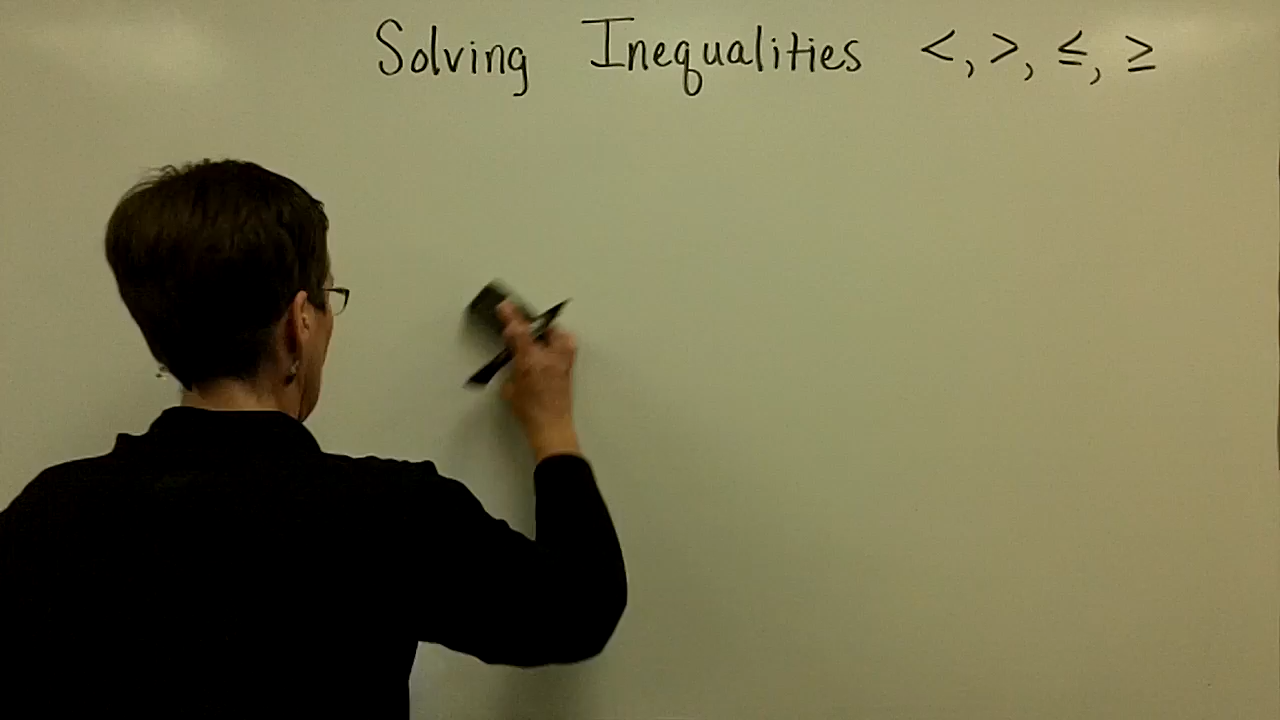 Solving Inequalities <, >, ≤, ≥